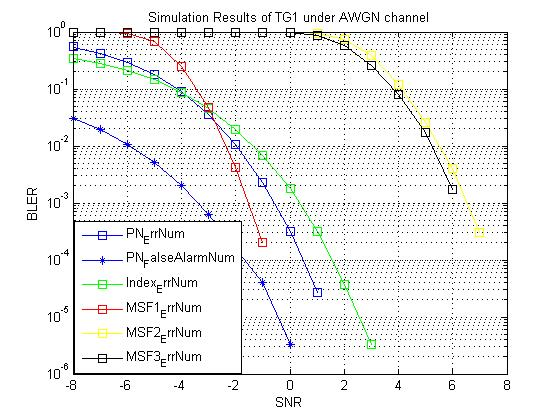 Simulation Results of TG1 under AWGN channel
10^0
10^-1
10^-2
10^-3
10^-4
10^-5
10^-6
BLER
PN_ErrNum
PN_FalseAlarmNum
Index_ErrNum
MSF1_ErrNum
MSF2_ErrNum
MSF3_ErrNum
-8 -6 -4 -2 0 2 4 6 8
SNR